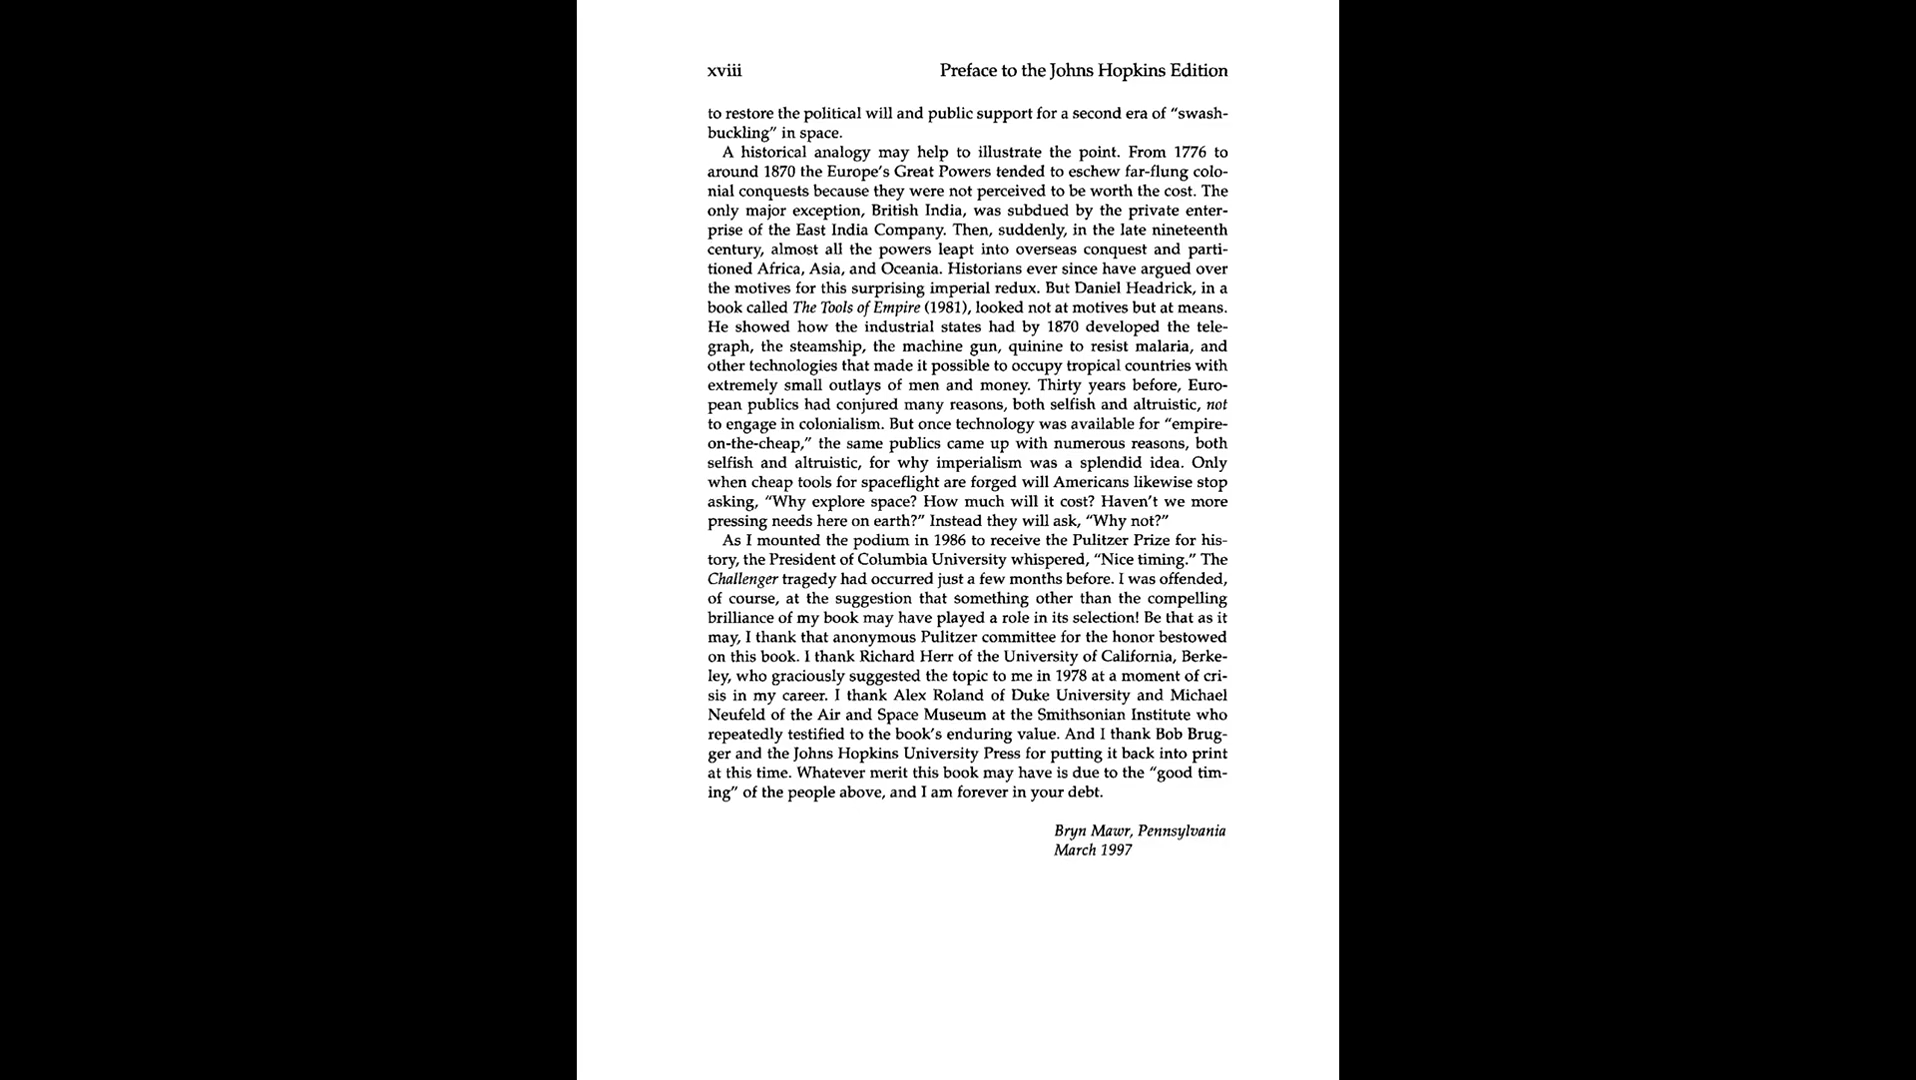 xviii Preface to the Johns Hopkins Edition
to restore the political will and public support for a second era of “swash-
buckling” in space.
A historical analogy may help to illustrate the point. From 1776 to
around 1870 the Europe’s Great Powers tended to eschew far-flung colo-
nial conquests because they were not perceived to be worth the cost. The
only major exception, British India, was subdued by the private enter-
prise of the East India Company. Then, suddenly, in the late nineteenth
century, almost all the powers leapt into overseas conquest and parti-
tioned Africa, Asia, and Oceania. Historians ever since have argued over
the motives for this surprising imperial redux. But Daniel Headrick, in a
book called The Tools of Empire (1981), looked not at motives but at means.
He showed how the industrial states had by 1870 developed the tele-
graph, the steamship, the machine gun, quinine to resist malaria, and
other technologies that made it possible to occupy tropical countries with
extremely small outlays of men and money. Thirty years before, Euro-
pean publics had conjured many reasons, both selfish and altruistic, not
to engage in colonialism. But once technology was available for “empire-
on-the-cheap,” the same publics came up with numerous reasons, both
selfish and altruistic, for why imperialism was a splendid idea. Only
when cheap tools for spaceflight are forged will Americans likewise stop
asking, “Why explore space? How much will it cost? Haven’t we more
pressing needs here on earth?” Instead they will ask, “Why not?”
As I mounted the podium in 1986 to receive the Pulitzer Prize for his-
tory, the President of Columbia University whispered, “Nice timing.” The
Challenger tragedy had occurred just a few months before. I was offended,
of course, at the suggestion that something other than the compelling
brilliance of my book may have played a role in its selection! Be that as it
may, I thank that anonymous Pulitzer committee for the honor bestowed
on this book. I thank Richard Herr of the University of California, Berke-
ley, who graciously suggested the topic to me in 1978 at a moment of cri-
sis in my career. I thank Alex Roland of Duke University and Michael
Neufeld of the Air and Space Museum at the Smithsonian Institute who
repeatedly testified to the book’s enduring value. And I thank Bob Brug-
ger and the Johns Hopkins University Press for putting it back into print
at this time. Whatever merit this book may have is due to the “good tim-
ing” of the people above, and I am forever in your debt.
Bryn Mawr, Pennsylvania
March 1997